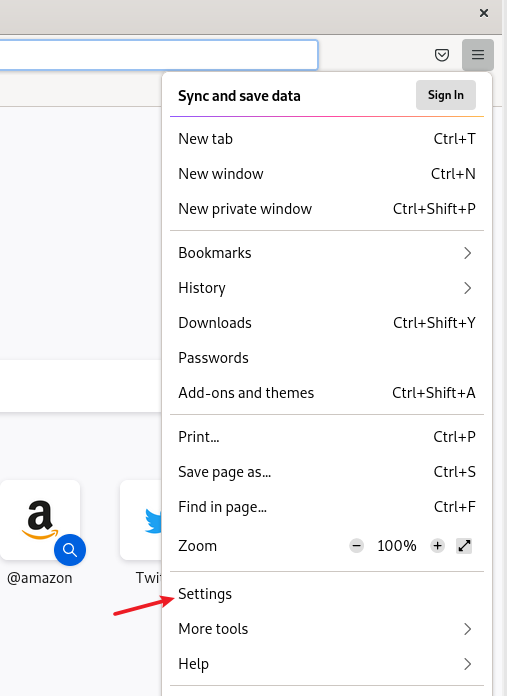 Sync and save data Sign In
New tab Ctrl+T
New window Ctrl+N
New private window Ctrl+Shift+P
Bookmarks
History
Downloads Ctrl+Shift+Y
Passwords
Add-ons and themes Ctrl+Shift+A
Print... Ctrl+P
Save page as... Ctrl+S
Find in page... Ctrl+F
Zoom 100%
@amazon Twi
Settings
More tools
Help